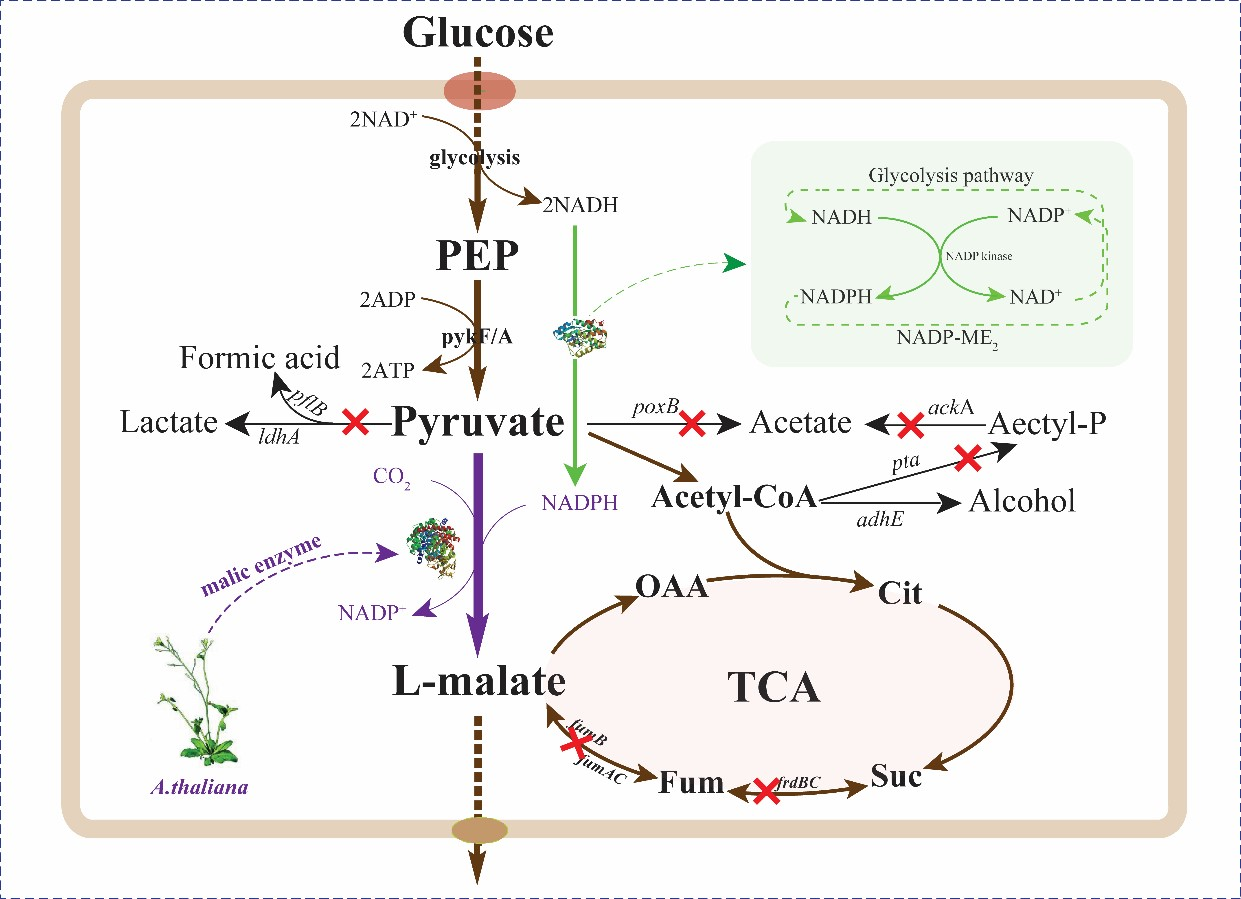 Glucose
2NAD+
glycolysis
2NADH
PEP
2ADP
pykF/A
2ATP
Glycolysis pathway
NADH
NADP+
NADP kinase
NADPH
NAD+
NADP-ME2
Formic acid
pflB
Lactate
ldhA
Pyruvate
poxB
Acetate
ackA
Aectyl-P
pta
CO2
NADPH
Acetyl-CoA
adhE
Alcohol
malic enzyme
NADP+
OAA
Cit
L-malate
TCA
fumB
fumAC
Fum
frdBC
Suc
A.thaliana